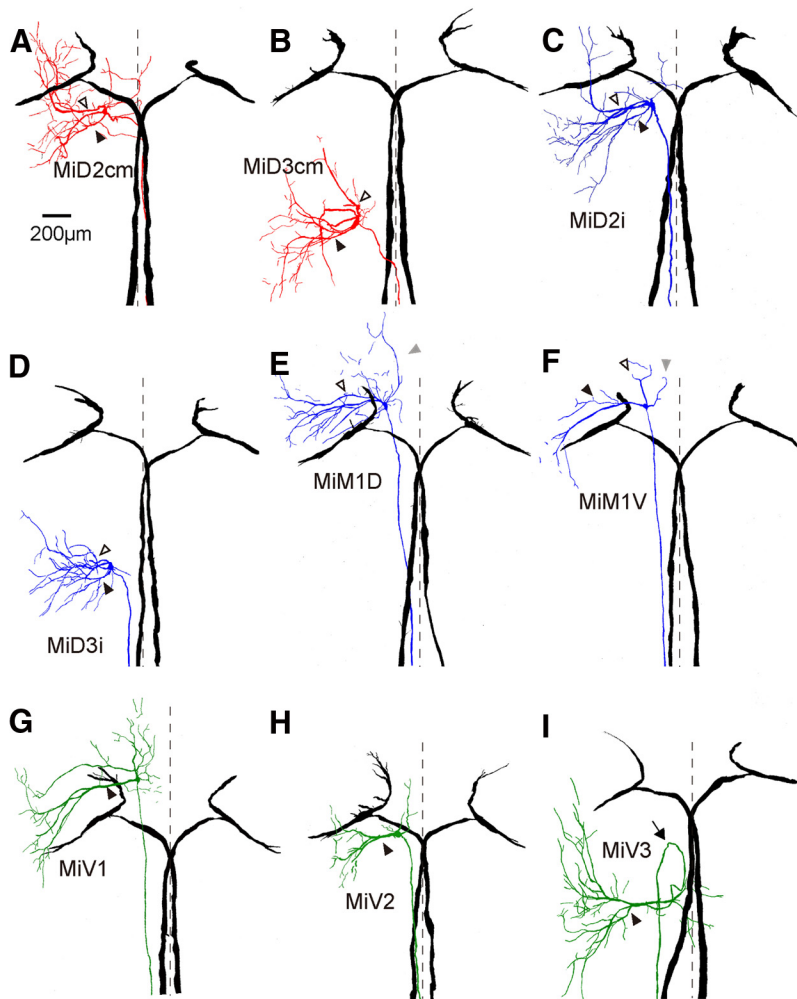 A
B
C
MiD2cm
MiD3cm
MiD2i
200μm
D
E
F
MiD3i
MiM1D
MiM1V
G
H
I
MiV1
MiV2
MiV3